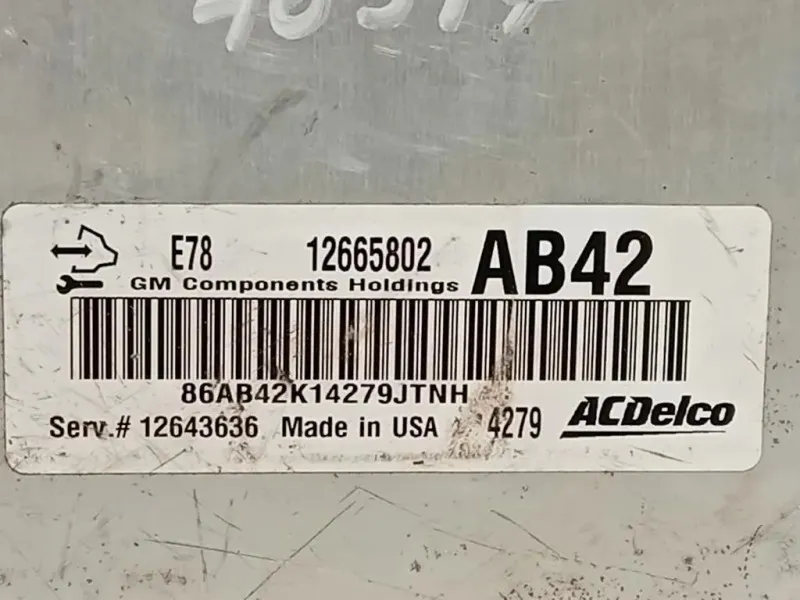 E78 12665802 AB42
GM Components Holdings
86AB42K14279JTNH
Serv.# 12643636 Made in USA 4279 ACDelco